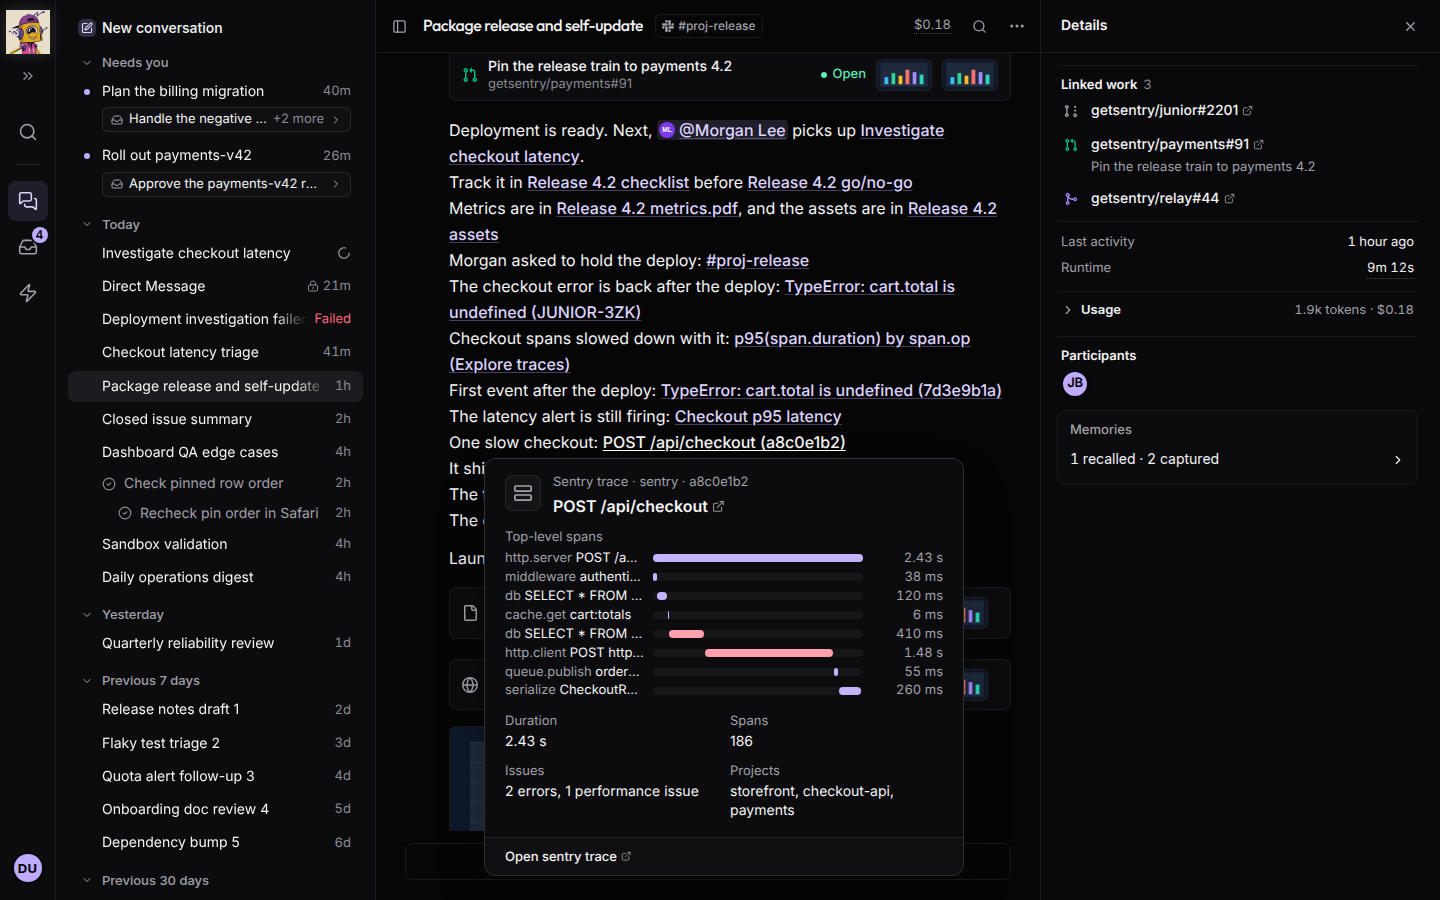 New conversation
Needs you
Plan the billing migration 40m
Handle the negative ... +2 more
Roll out payments-v42 26m
Approve the payments-v42 r...
4
Today
Investigate checkout latency
Direct Message 21m
Deployment investigation failed Failed
Checkout latency triage 41m
Package release and self-update 1h
Closed issue summary 2h
Dashboard QA edge cases 4h
Check pinned row order 2h
Recheck pin order in Safari 2h
Sandbox validation 4h
Daily operations digest 4h
Yesterday
Quarterly reliability review 1d
Previous 7 days
Release notes draft 1 2d
Flaky test triage 2 3d
Quota alert follow-up 3 4d
Onboarding doc review 4 5d
Dependency bump 5 6d
Previous 30 days
DU
Package release and self-update #proj-release $0.18
Pin the release train to payments 4.2
getsentry/payments#91
Open
Deployment is ready. Next, ML @Morgan Lee picks up Investigate
checkout latency.
Track it in Release 4.2 checklist before Release 4.2 go/no-go
Metrics are in Release 4.2 metrics.pdf, and the assets are in Release 4.2
assets
Morgan asked to hold the deploy: #proj-release
The checkout error is back after the deploy: TypeError: cart.total is
undefined (JUNIOR-3ZK)
Checkout spans slowed down with it: p95(span.duration) by span.op
(Explore traces)
First event after the deploy: TypeError: cart.total is undefined (7d3e9b1a)
The latency alert is still firing: Checkout p95 latency
One slow checkout: POST /api/checkout (a8c0e1b2)
It shi
The
The
Laun
Sentry trace · sentry · a8c0e1b2
POST /api/checkout
Top-level spans
http.server POST /a... 2.43 s
middleware authenti... 38 ms
db SELECT * FROM ... 120 ms
cache.get cart:totals 6 ms
db SELECT * FROM ... 410 ms
http.client POST http... 1.48 s
queue.publish order... 55 ms
serialize CheckoutR... 260 ms
Duration Spans
2.43 s 186
Issues Projects
2 errors, 1 performance issue storefront, checkout-api,
payments
Open sentry trace
Details
Linked work 3
getsentry/junior#2201
getsentry/payments#91
Pin the release train to payments 4.2
getsentry/relay#44
Last activity 1 hour ago
Runtime 9m 12s
Usage 1.9k tokens · $0.18
Participants
JB
Memories
1 recalled · 2 captured